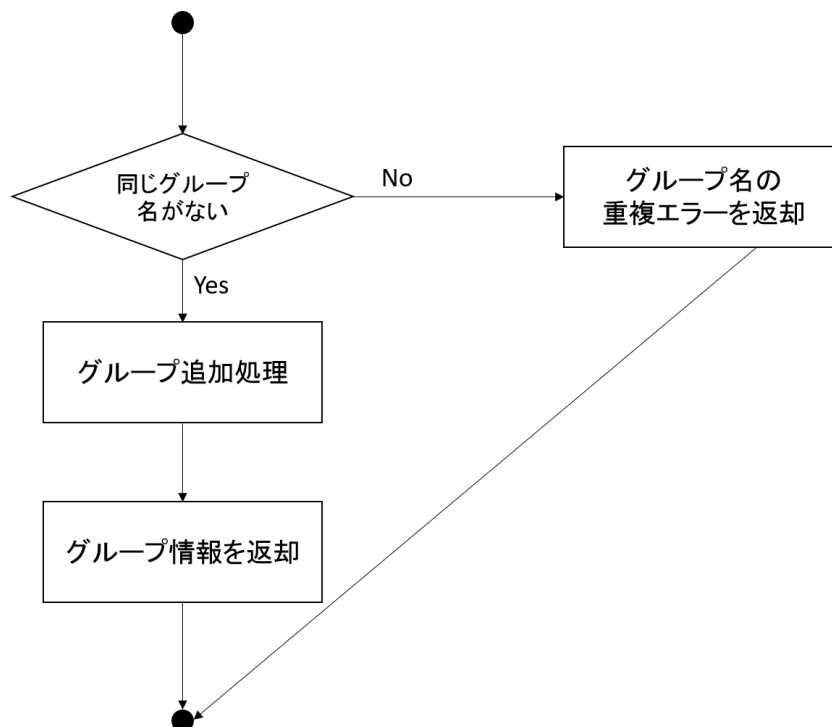 同じグループ
名がない
No
グループ名の
重複エラーを返却
Yes
グループ追加処理
グループ情報を返却